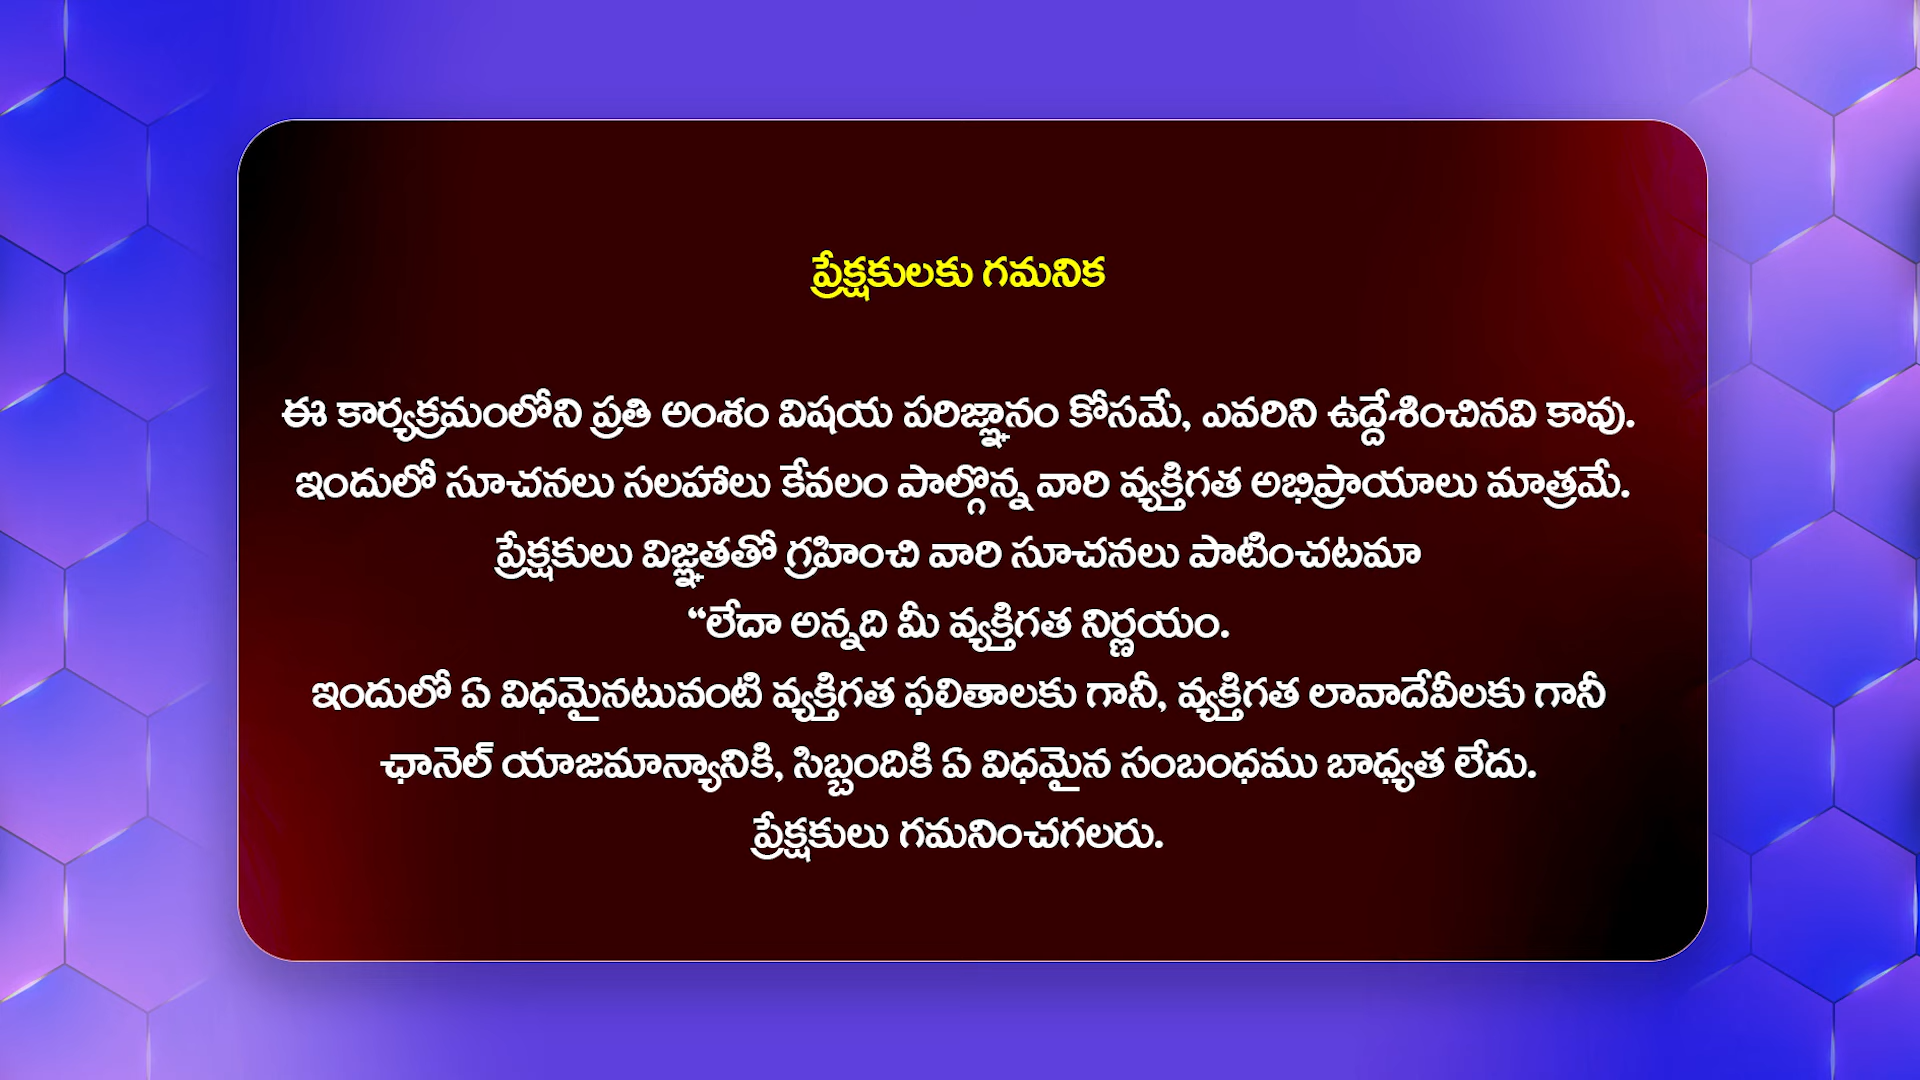 ప్రేక్షకులకు గమనిక
ఈ కార్యక్రమంలోని ప్రతి అంశం విషయ పరిజ్ఞానం కోసమే, ఎవరిని ఉద్దేశించినవి కావు.
ఇందులో సూచనలు సలహాలు కేవలం పాల్గొన్న వారి వ్యక్తిగత అభిప్రాయాలు మాత్రమే.
ప్రేక్షకులు విజ్ఞతతో గ్రహించి వారి సూచనలు పాటించటమా
“లేదా అన్నది మీ వ్యక్తిగత నిర్ణయం.
ఇందులో ఏ విధమైనటువంటి వ్యక్తిగత ఫలితాలకు గానీ, వ్యక్తిగత లావాదేవీలకు గానీ
ఛానెల్ యాజమాన్యానికి, సిబ్బందికి ఏ విధమైన సంబంధము బాధ్యత లేదు.
ప్రేక్షకులు గమనించగలరు.